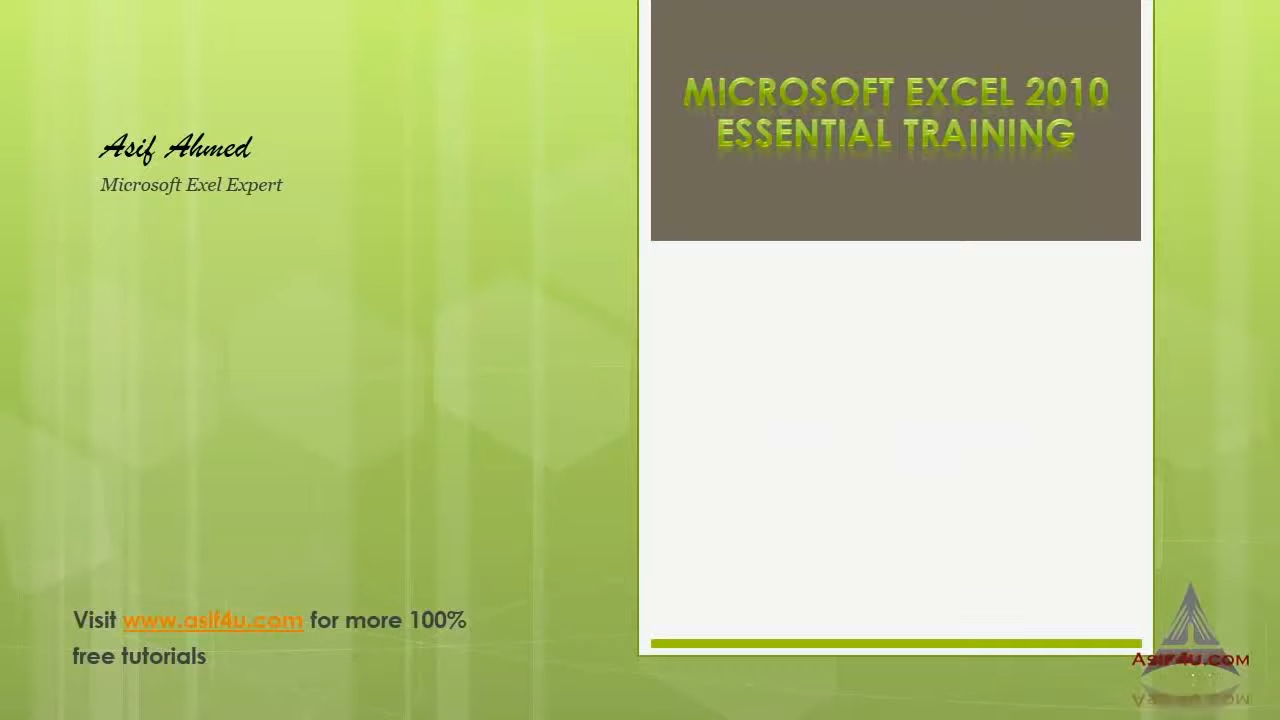 Asif Ahmed
Microsoft Exel Expert
MICROSOFT EXCEL 2010
ESSENTIAL TRAINING
Visit www.asif4u.com for more 100%
free tutorials
ASIF4U.COM